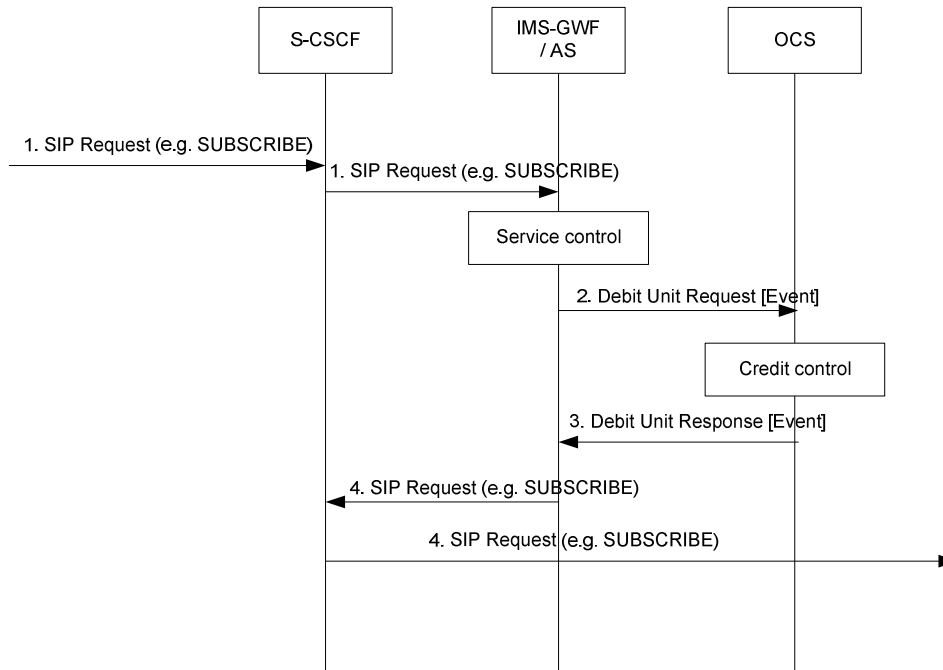 S-CSCF
IMS-GWF
/ AS
OCS
1. SIP Request (e.g. SUBSCRIBE)
1. SIP Request (e.g. SUBSCRIBE)
Service control
2. Debit Unit Request [Event]
Credit control
3. Debit Unit Response [Event]
4. SIP Request (e.g. SUBSCRIBE)
4. SIP Request (e.g. SUBSCRIBE)